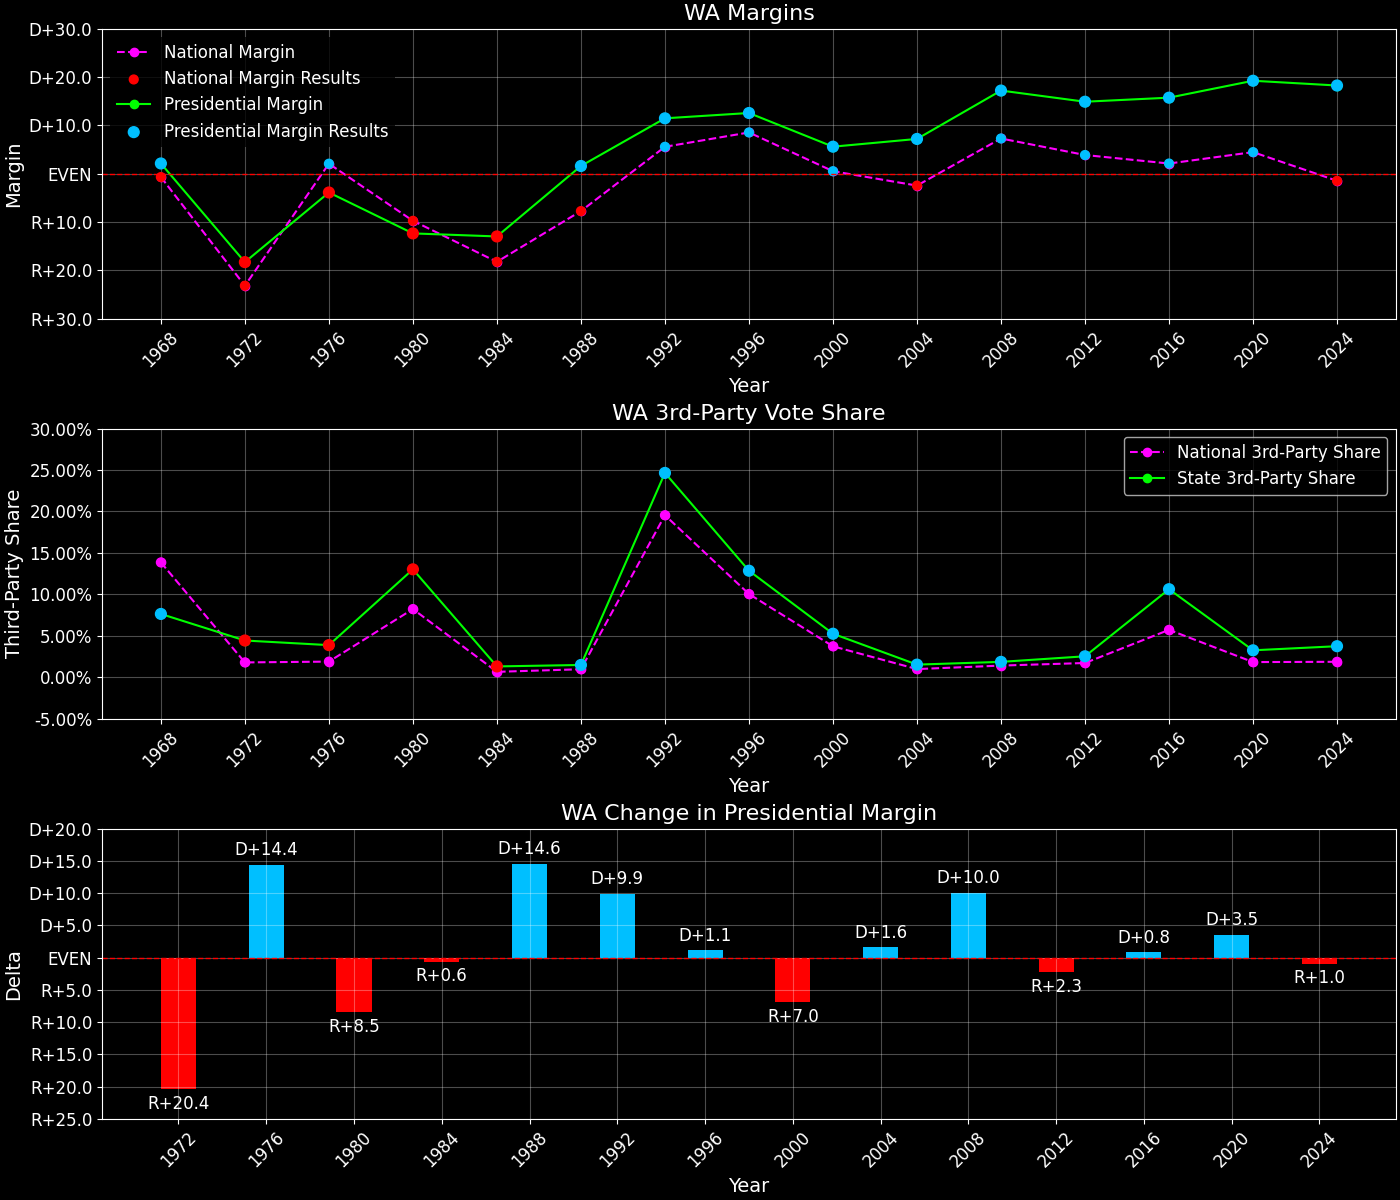 WA Margins
D+30.0
D+20.0
D+10.0
EVEN
R+10.0
R+20.0
R+30.0
Margin
National Margin
National Margin Results
Presidential Margin
Presidential Margin Results
1968
1972
1976
1980
1984
1988
1992
1996
2000
2004
2008
2012
2016
2020
2024
Year
WA 3rd-Party Vote Share
30.00%
25.00%
20.00%
15.00%
10.00%
5.00%
0.00%
-5.00%
Third-Party Share
National 3rd-Party Share
State 3rd-Party Share
1968
1972
1976
1980
1984
1988
1992
1996
2000
2004
2008
2012
2016
2020
2024
Year
WA Change in Presidential Margin
D+20.0
D+15.0
D+10.0
D+5.0
EVEN
R+5.0
R+10.0
R+15.0
R+20.0
R+25.0
Delta
R+20.4
D+14.4
R+8.5
R+0.6
D+14.6
D+9.9
D+1.1
R+7.0
D+1.6
D+10.0
R+2.3
D+0.8
D+3.5
R+1.0
1972
1976
1980
1984
1988
1992
1996
2000
2004
2008
2012
2016
2020
2024
Year